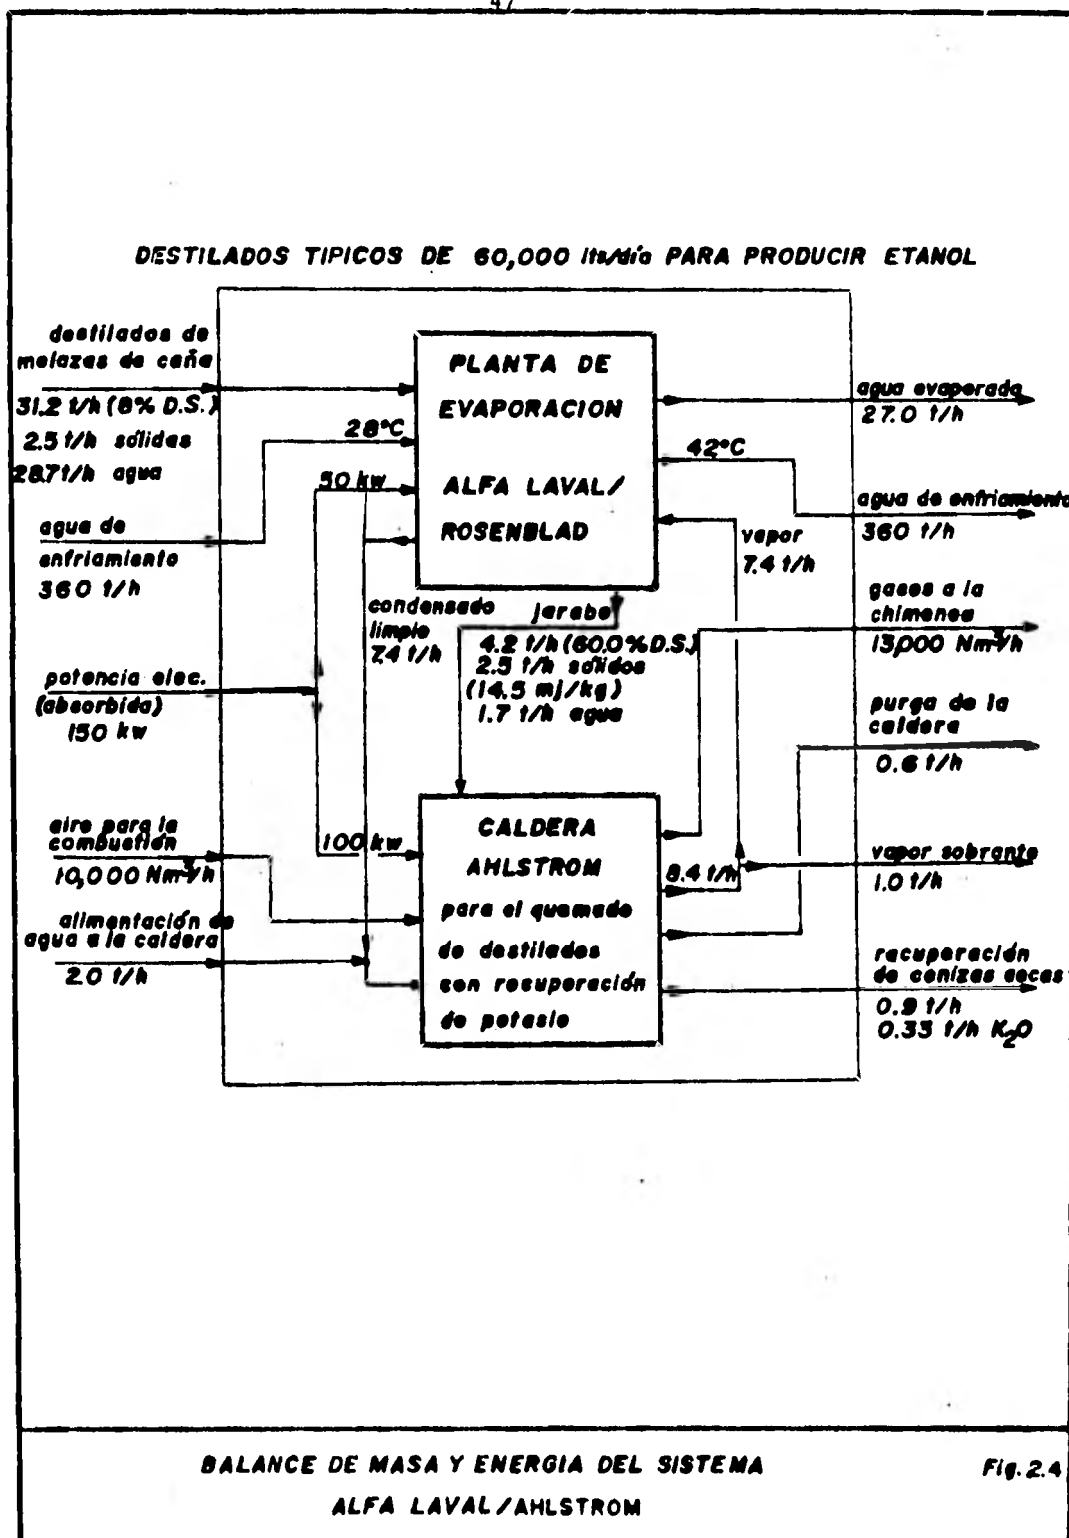 47
DESTILADOS TIPICOS DE 60,000 lts/día PARA PRODUCIR ETANOL
destilados de
melazas de caña
31.2 t/h (8% D.S.)
2.5 t/h sólidos
28.7 t/h agua
agua de
enfriamiento
360 t/h
potencia elec.
(absorbida)
150 kw
aire para la
combustión
10,000 Nm³/h
alimentación de
agua a la caldera
2.0 t/h
28°C
50 kw
100 kw
PLANTA DE
EVAPORACION
ALFA LAVAL/
ROSENBLAD
condensado
limpio
7.4 t/h
jarabe
4.2 t/h (60.0% D.S.)
2.5 t/h sólidos
(14.5 mj/kg)
1.7 t/h agua
CALDERA
AHLSTROM
para el quemado
de destilados
con recuperación
de potasio
42°C
vapor
7.4 t/h
8.4 t/h
agua evaporada
27.0 t/h
agua de enfriamiento
360 t/h
gases a la
chimenea
13,000 Nm³/h
purga de la
caldera
0.6 t/h
vapor sobrante
1.0 t/h
recuperación
de cenizas secas
0.9 t/h
0.33 t/h K₂O
BALANCE DE MASA Y ENERGIA DEL SISTEMA
ALFA LAVAL/AHLSTROM
Fig. 2.4